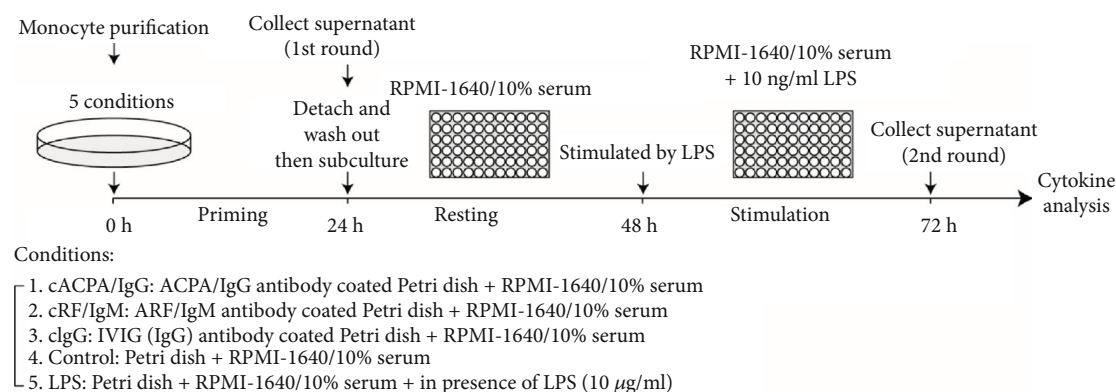 Monocyte purification
5 conditions
Collect supernatant
(1st round)
Detach and
wash out
then subculture
RPMI-1640/10% serum
Stimulated by LPS
RPMI-1640/10% serum
+ 10 ng/ml LPS
Collect supernatant
(2nd round)
Cytokine
analysis
0 h
Priming
24 h
Resting
48 h
Stimulation
72 h
Conditions:
1. cACPA/IgG: ACPA/IgG antibody coated Petri dish + RPMI-1640/10% serum
2. cRF/IgM: ARF/IgM antibody coated Petri dish + RPMI-1640/10% serum
3. clgG: IVIG (IgG) antibody coated Petri dish + RPMI-1640/10% serum
4. Control: Petri dish + RPMI-1640/10% serum
5. LPS: Petri dish + RPMI-1640/10% serum + in presence of LPS (10 μg/ml)